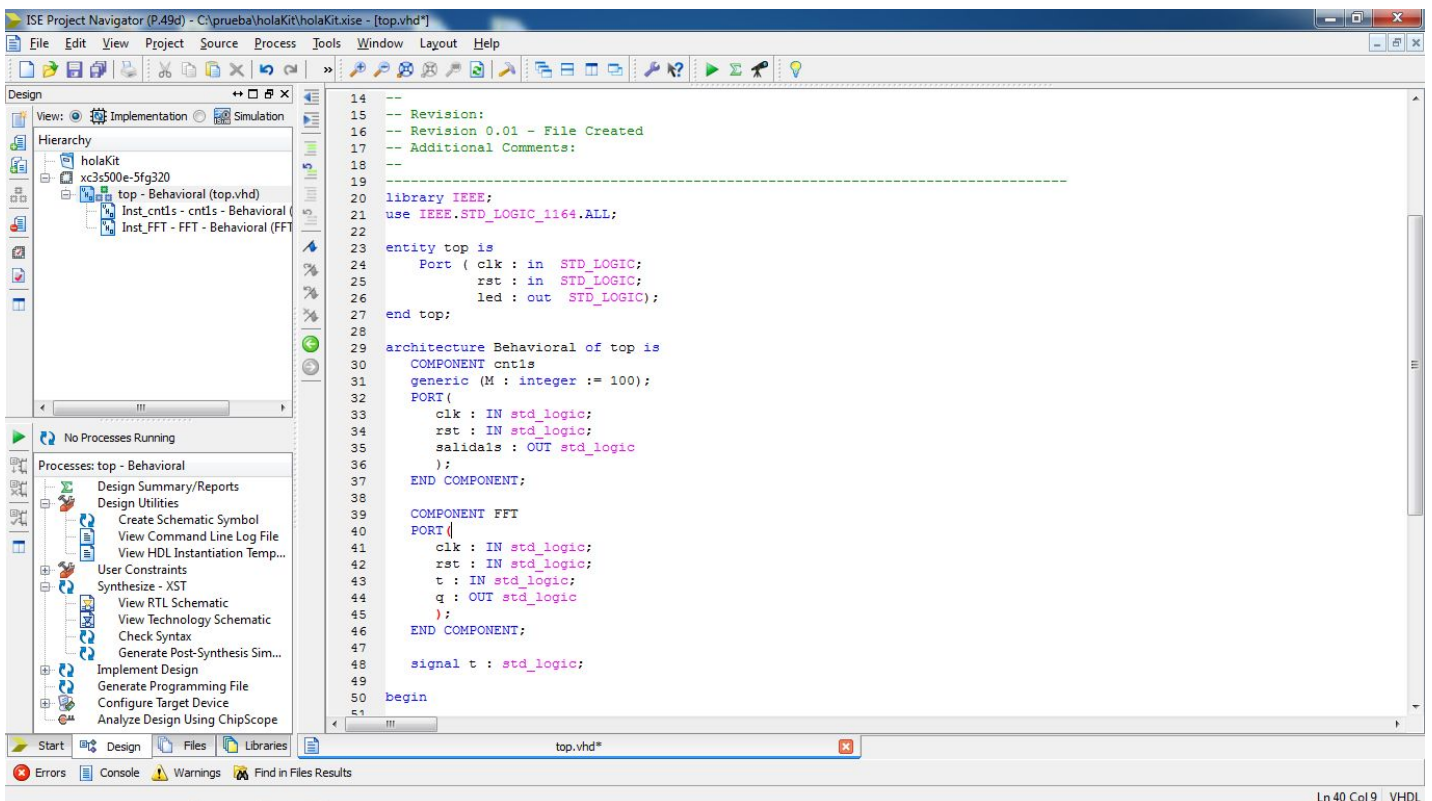 ISE Project Navigator (P.49d) - C:\prueba\holaKit\holaKit.xise - [top.vhd*]
File Edit View Project Source Process Tools Window Layout Help
»
Design
View: Implementation Simulation
Hierarchy
holaKit
xc3s500e-5fg320
top - Behavioral (top.vhd)
Inst_cnt1s - cnt1s - Behavioral (
Inst_FFT - FFT - Behavioral (FFT
No Processes Running
Processes: top - Behavioral
Design Summary/Reports
Design Utilities
Create Schematic Symbol
View Command Line Log File
View HDL Instantiation Temp...
User Constraints
Synthesize - XST
View RTL Schematic
View Technology Schematic
Check Syntax
Generate Post-Synthesis Sim...
Implement Design
Generate Programming File
Configure Target Device
Analyze Design Using ChipScope
Start Design Files Libraries
14 --
15 -- Revision:
16 -- Revision 0.01 - File Created
17 -- Additional Comments:
18 --
19 ----------------------------------------------------------------------------------
20 library IEEE;
21 use IEEE.STD_LOGIC_1164.ALL;
22
23 entity top is
24 Port ( clk : in STD_LOGIC;
25 rst : in STD_LOGIC;
26 led : out STD_LOGIC);
27 end top;
28
29 architecture Behavioral of top is
30 COMPONENT cnt1s
31 generic (M : integer := 100);
32 PORT(
33 clk : IN std_logic;
34 rst : IN std_logic;
35 salida1s : OUT std_logic
36 );
37 END COMPONENT;
38
39 COMPONENT FFT
40 PORT(
41 clk : IN std_logic;
42 rst : IN std_logic;
43 t : IN std_logic;
44 q : OUT std_logic
45 );
46 END COMPONENT;
47
48 signal t : std_logic;
49
50 begin
51
top.vhd*
Errors Console Warnings Find in Files Results
Ln 40 Col 9 VHDL